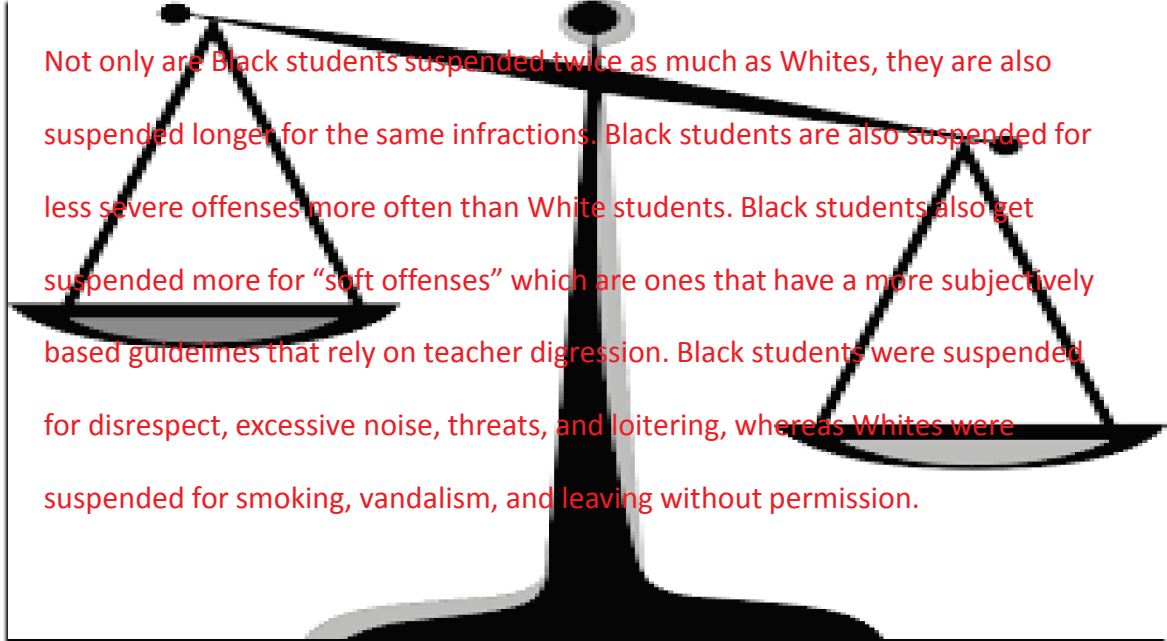 Not only are Black students suspended twice as much as Whites, they are also
suspended longer for the same infractions. Black students are also suspended for
less severe offenses more often than White students. Black students also get
suspended more for “soft offenses” which are ones that have a more subjectively
based guidelines that rely on teacher digression. Black students were suspended
for disrespect, excessive noise, threats, and loitering, whereas Whites were
suspended for smoking, vandalism, and leaving without permission.